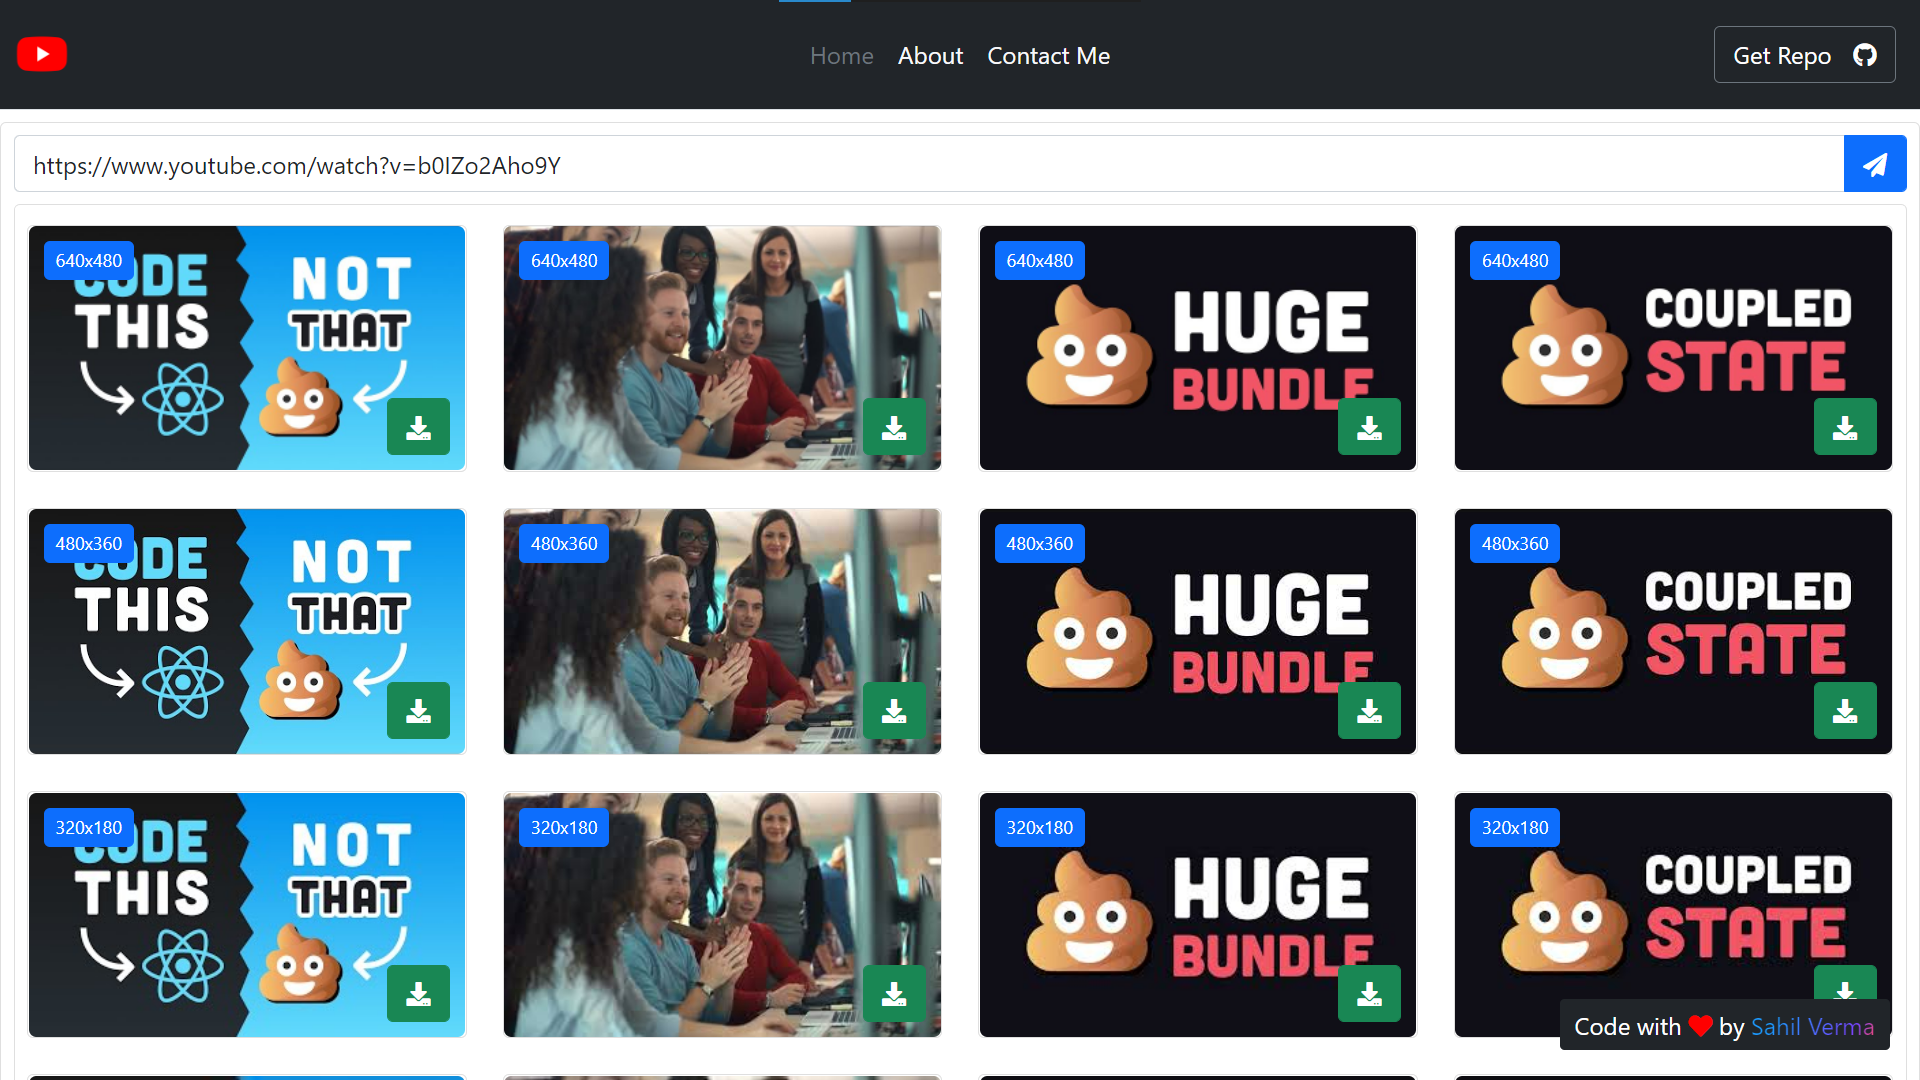 Home About Contact Me
Get Repo
https://www.youtube.com/watch?v=b0IZo2Aho9Y
640x480
CODE
THIS
NOT
THAT
640x480
640x480
HUGE
BUNDLE
640x480
COUPLED
STATE
480x360
CODE
THIS
NOT
THAT
480x360
480x360
HUGE
BUNDLE
480x360
COUPLED
STATE
320x180
CODE
THIS
NOT
THAT
320x180
320x180
HUGE
BUNDLE
320x180
COUPLED
STATE
Code with ❤ by Sahil Verma